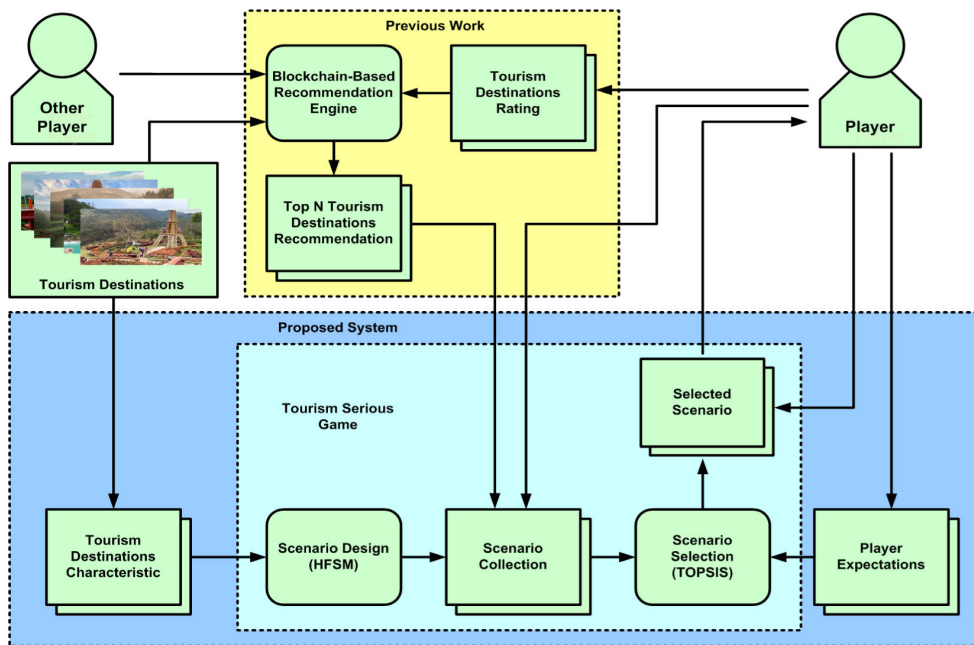 Previous Work
Other
Player
Blockchain-Based
Recommendation
Engine
Tourism
Destinations
Rating
Player
Top N Tourism
Destinations
Recommendation
Tourism Destinations
Proposed System
Tourism Serious
Game
Selected
Scenario
Tourism
Destinations
Characteristic
Scenario Design
(HFSM)
Scenario
Collection
Scenario
Selection
(TOPSIS)
Player
Expectations